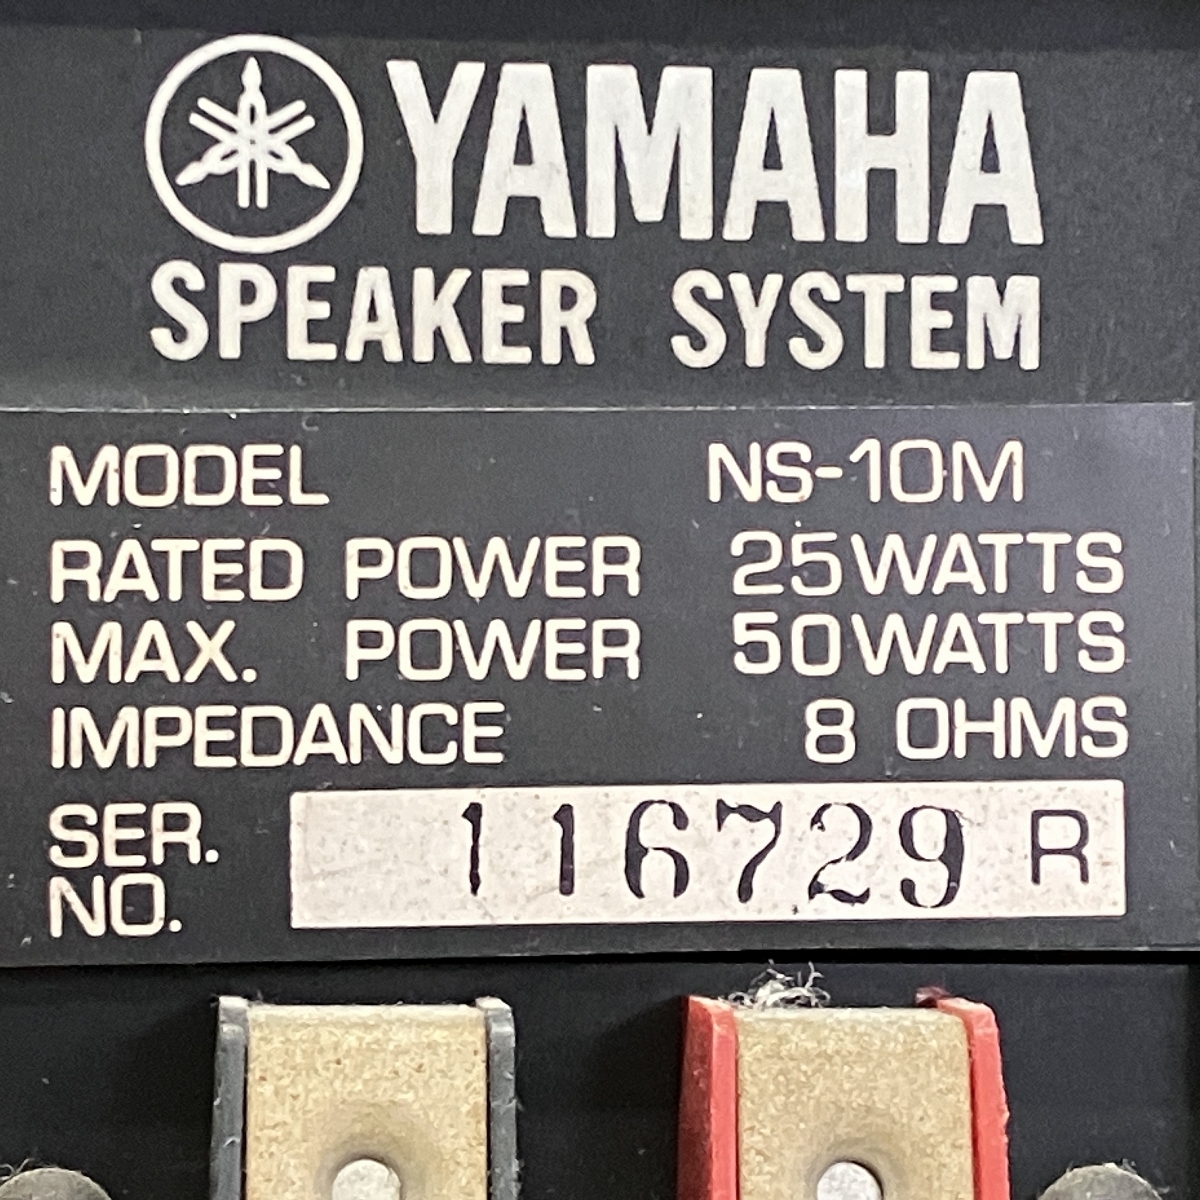 YAMAHA
SPEAKER SYSTEM
MODEL NS-10M
RATED POWER 25WATTS
MAX. POWER 50WATTS
IMPEDANCE 8 OHMS
SER. NO. 116729 R